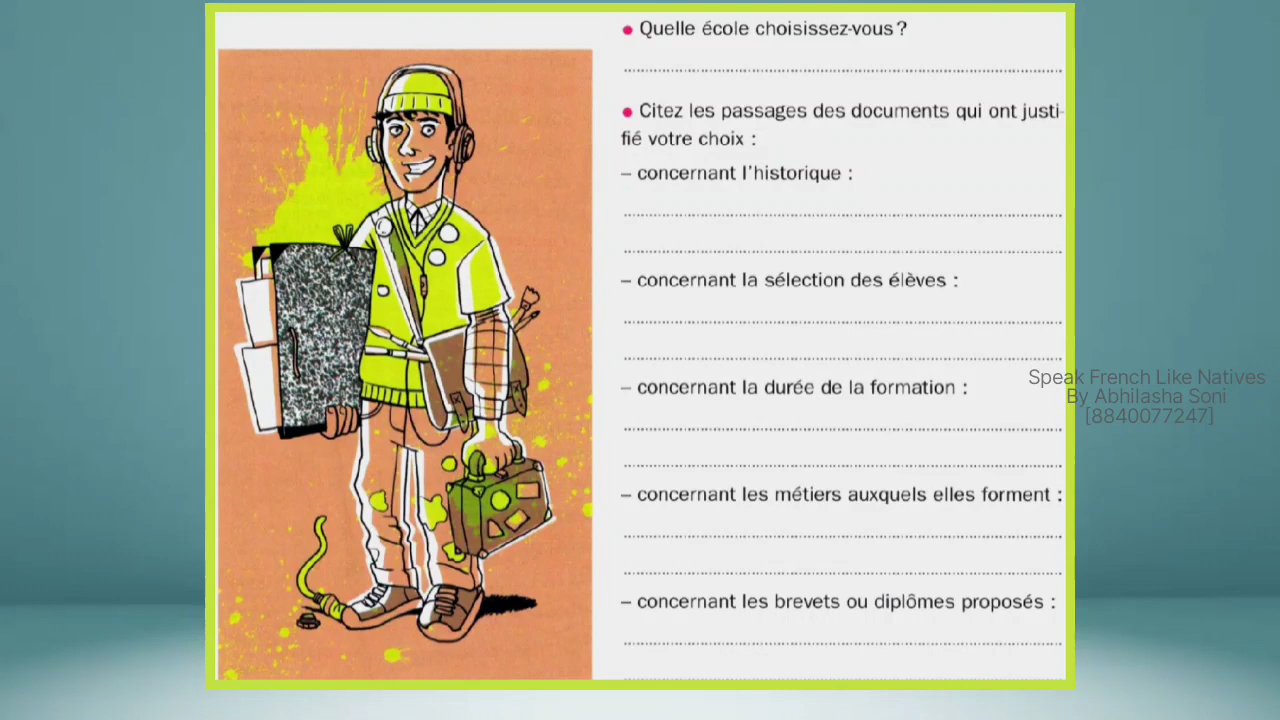 • Quelle école choisissez-vous ?
• Citez les passages des documents qui ont justi-
fié votre choix :
– concernant l'historique :
– concernant la sélection des élèves :
– concernant la durée de la formation :
– concernant les métiers auxquels elles forment :
– concernant les brevets ou diplômes proposés :
Speak French Like Natives
By Abhilasha Soni
[8840077247]